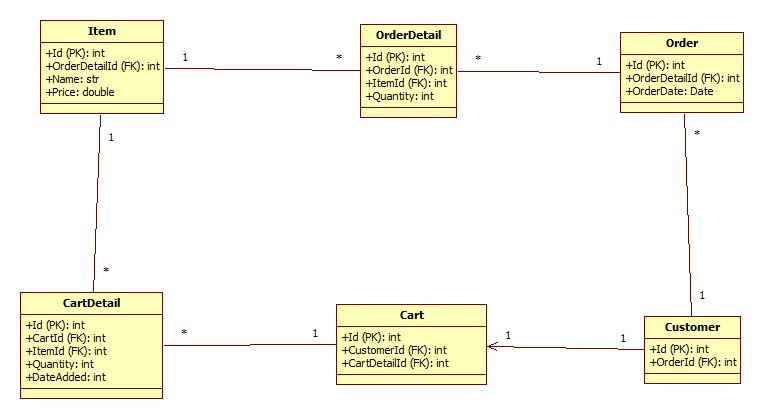 Item
+Id (PK): int
+OrderDetailId (FK): int
+Name: str
+Price: double
1
*
OrderDetail
+Id (PK): int
+OrderId (FK): int
+ItemId (FK): int
+Quantity: int
*
1
Order
+Id (PK): int
+OrderDetailId (FK): int
+OrderDate: Date
1
*
*
1
CartDetail
+Id (PK): int
+CartId (FK): int
+ItemId (FK): int
+Quantity: int
+DateAdded: int
*
1
Cart
+Id (PK): int
+CustomerId (FK): int
+CartDetailId (FK): int
1
1
Customer
+Id (PK): int
+OrderId (FK): int